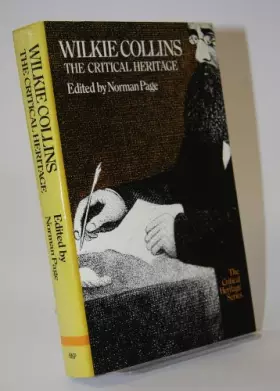 WILKIE COLLINS
THE CRITICAL HERITAGE
Edited by Norman Page
The
Critical
Heritage
Series
WILKIE COLLINS
THE CRITICAL HERITAGE
Edited by
Norman Page
RKP